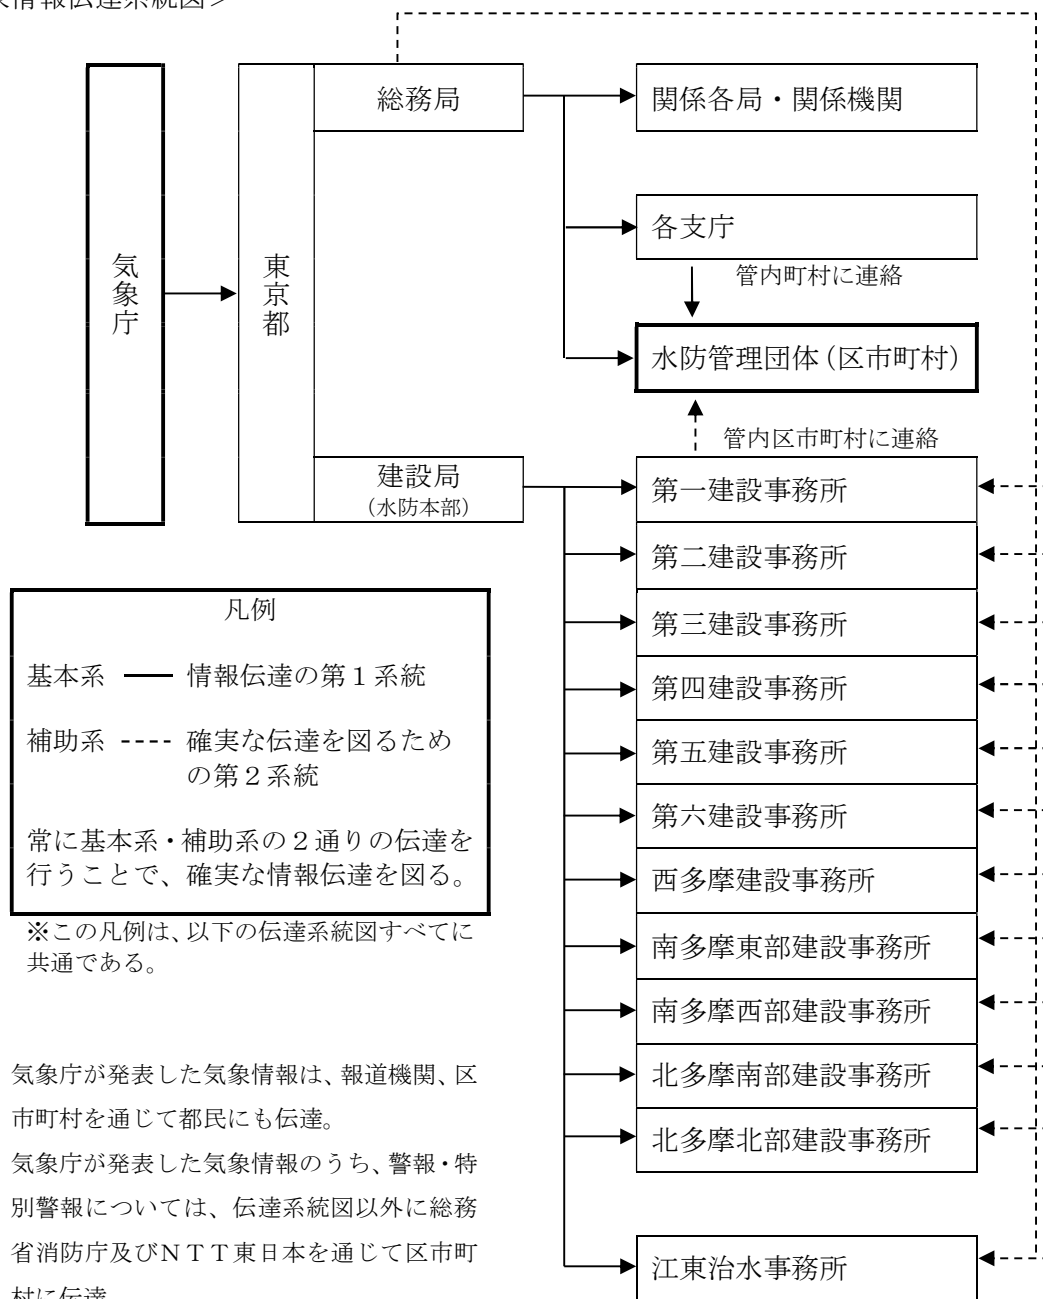 情報伝達系統図>
総務局
関係各局・関係機関
各支庁
管内町村に連絡
気象庁
東京都
水防管理団体(区市町村)
管内区市町村に連絡
建設局
(水防本部)
第一建設事務所
第二建設事務所
第三建設事務所
第四建設事務所
第五建設事務所
第六建設事務所
西多摩建設事務所
南多摩東部建設事務所
南多摩西部建設事務所
北多摩南部建設事務所
北多摩北部建設事務所
江東治水事務所
凡例
基本系 ── 情報伝達の第1系統
補助系 ---- 確実な伝達を図るため
の第2系統
常に基本系・補助系の2通りの伝達を
行うことで、確実な情報伝達を図る。
※この凡例は、以下の伝達系統図すべてに
共通である。
気象庁が発表した気象情報は、報道機関、区
市町村を通じて都民にも伝達。
気象庁が発表した気象情報のうち、警報・特
別警報については、伝達系統図以外に総務
省消防庁及びNTT東日本を通じて区市町
村に伝達